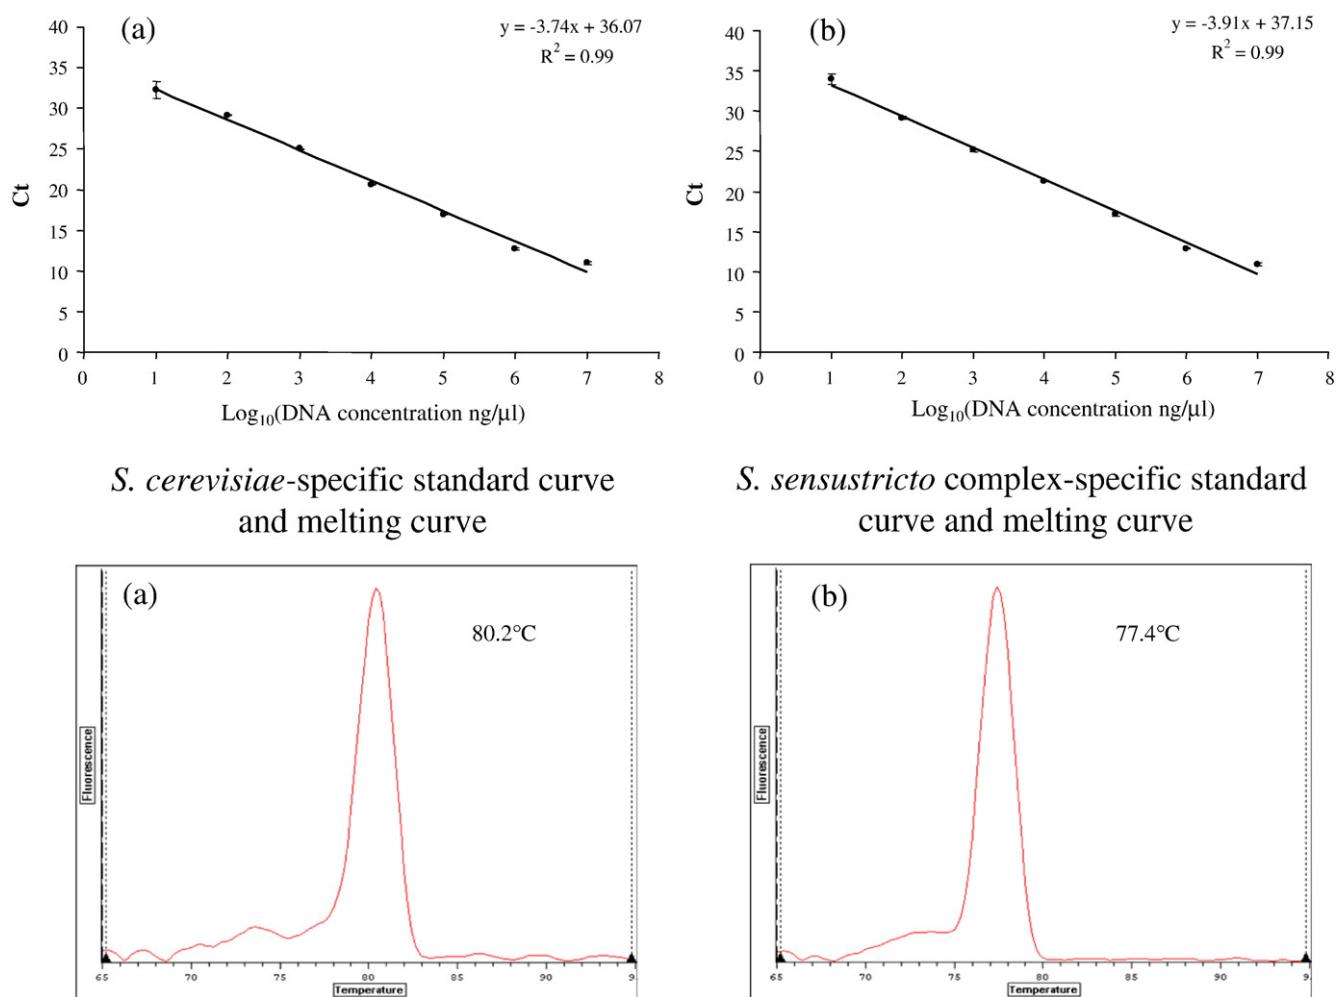 (a)
y = -3.74x + 36.07
R² = 0.99
40
35
30
25
20
15
10
5
0
Ct
0 1 2 3 4 5 6 7 8
Log₁₀(DNA concentration ng/µl)
(b)
y = -3.91x + 37.15
R² = 0.99
40
35
30
25
20
15
10
5
0
Ct
0 1 2 3 4 5 6 7 8
Log₁₀(DNA concentration ng/µl)
S. cerevisiae-specific standard curve
and melting curve
S. sensustricto complex-specific standard
curve and melting curve
(a)
80.2°C
Fluorescence
65 70 75 80 85 90 9
Temperature
(b)
77.4°C
Fluorescence
65 70 75 80 85 90 9.
Temperature